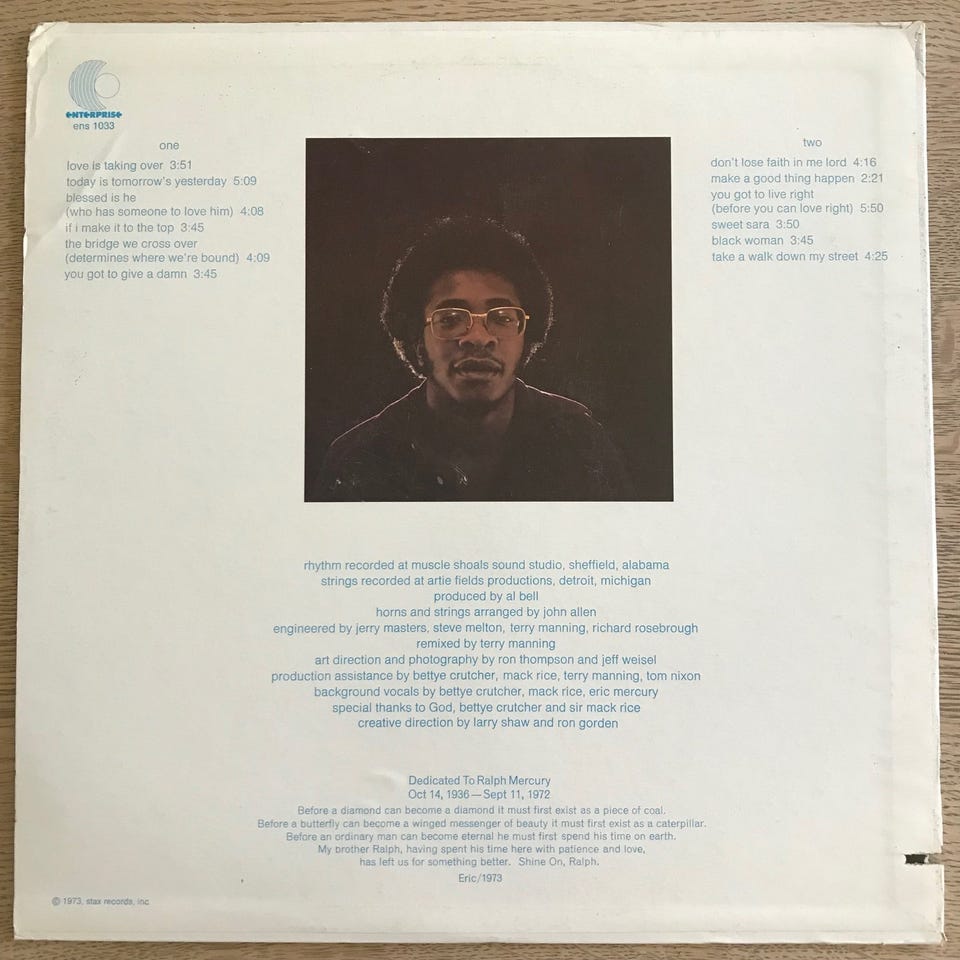 enterprise
ens 1033
one
love is taking over 3:51
today is tomorrow's yesterday 5:09
blessed is he
(who has someone to love him) 4:08
if i make it to the top 3:45
the bridge we cross over
(determines where we're bound) 4:09
you got to give a damn 3:45
two
don't lose faith in me lord 4:16
make a good thing happen 2:21
you got to live right
(before you can love right) 5:50
sweet sara 3:50
black woman 3:45
take a walk down my street 4:25
rhythm recorded at muscle shoals sound studio, sheffield, alabama
strings recorded at artie fields productions, detroit, michigan
produced by al bell
horns and strings arranged by john allen
engineered by jerry masters, steve melton, terry manning, richard rosebrough
remixed by terry manning
art direction and photography by ron thompson and jeff weisel
production assistance by bettye crutcher, mack rice, terry manning, tom nixon
background vocals by bettye crutcher, mack rice, eric mercury
special thanks to God, bettye crutcher and sir mack rice
creative direction by larry shaw and ron gorden
Dedicated To Ralph Mercury
Oct 14, 1936—Sept 11, 1972
Before a diamond can become a diamond it must first exist as a piece of coal.
Before a butterfly can become a winged messenger of beauty it must first exist as a caterpillar.
Before an ordinary man can become eternal he must first spend his time on earth.
My brother Ralph, having spent his time here with patience and love,
has left us for something better. Shine On, Ralph.
Eric/1973
© 1973, stax records, inc